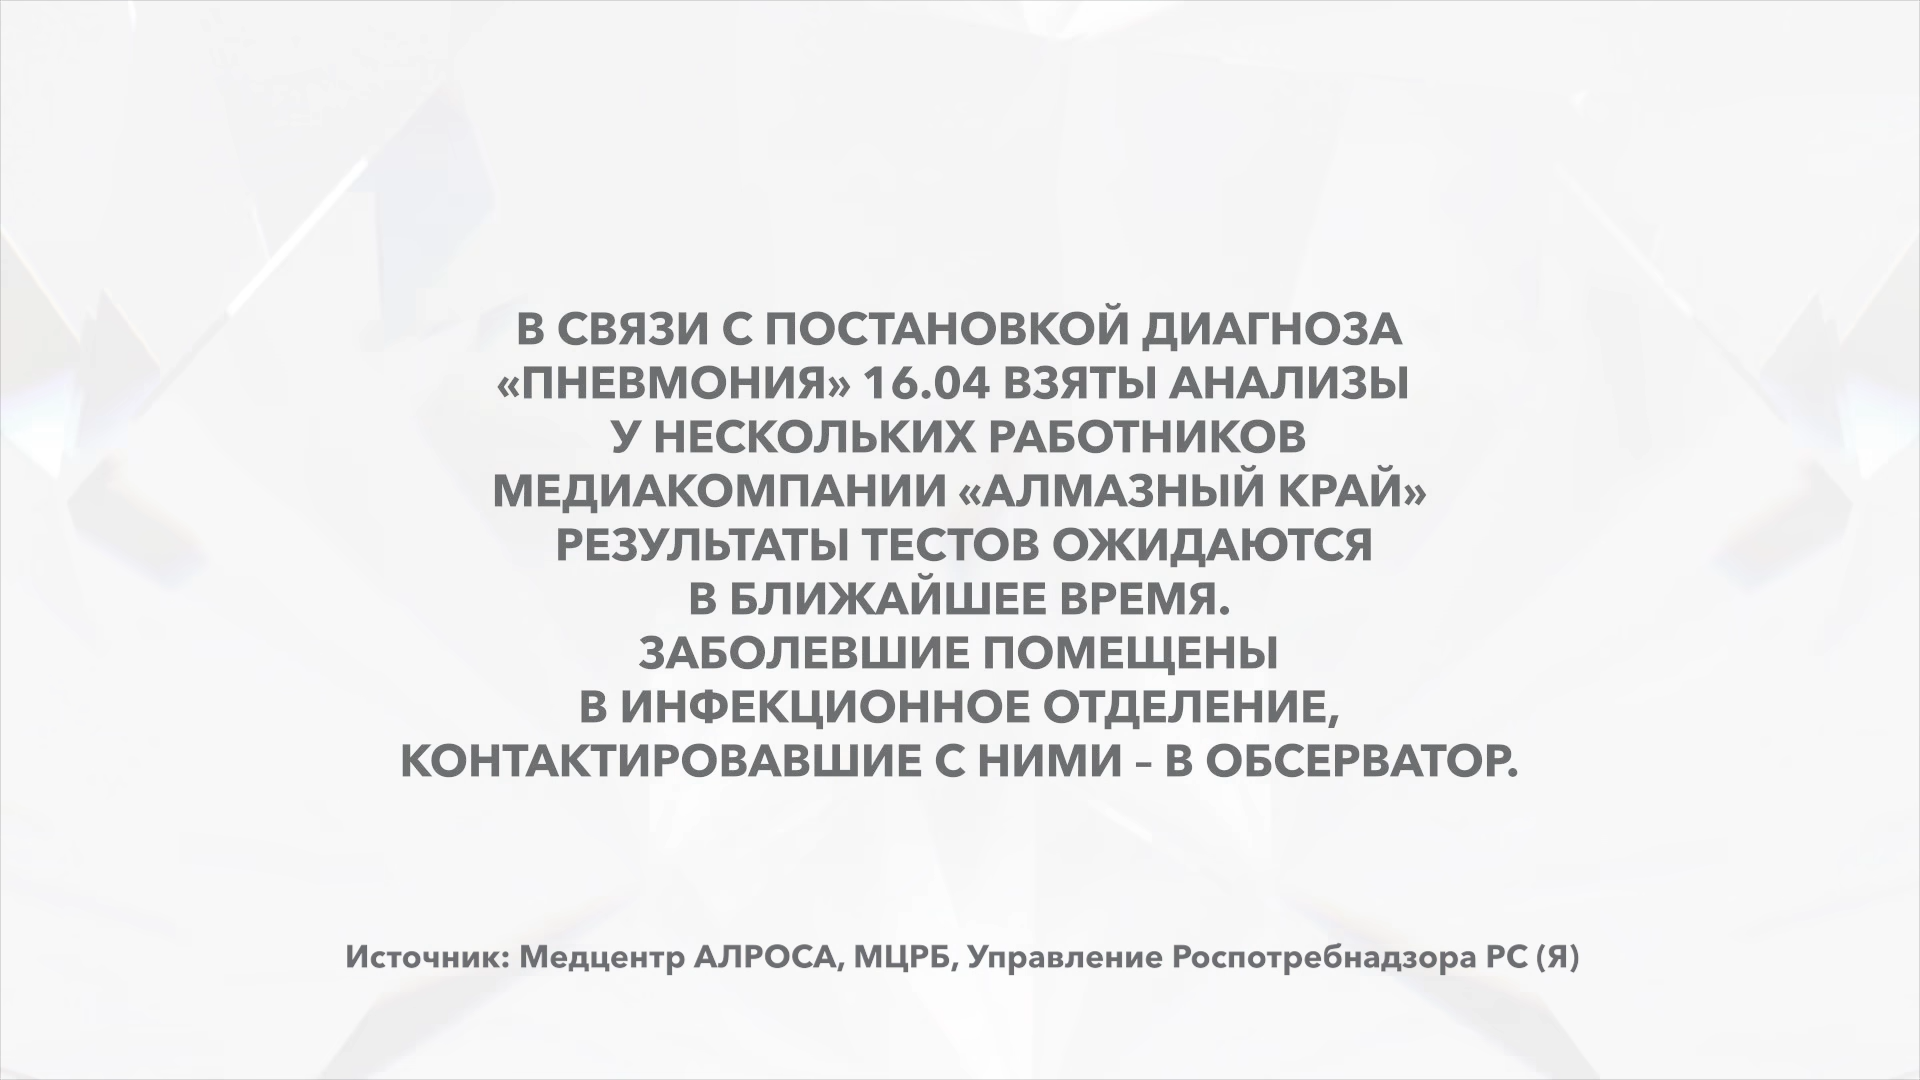 В СВЯЗИ С ПОСТАНОВКОЙ ДИАГНОЗА
«ПНЕВМОНИЯ» 16.04 ВЗЯТЫ АНАЛИЗЫ
У НЕСКОЛЬКИХ РАБОТНИКОВ
МЕДИАКОМПАНИИ «АЛМАЗНЫЙ КРАЙ»
РЕЗУЛЬТАТЫ ТЕСТОВ ОЖИДАЮТСЯ
В БЛИЖАЙШЕЕ ВРЕМЯ.
ЗАБОЛЕВШИЕ ПОМЕЩЕНЫ
В ИНФЕКЦИОННОЕ ОТДЕЛЕНИЕ,
КОНТАКТИРОВАВШИЕ С НИМИ – В ОБСЕРВАТОР.
Источник: Медцентр АЛРОСА, МЦРБ, Управление Роспотребнадзора РС (Я)